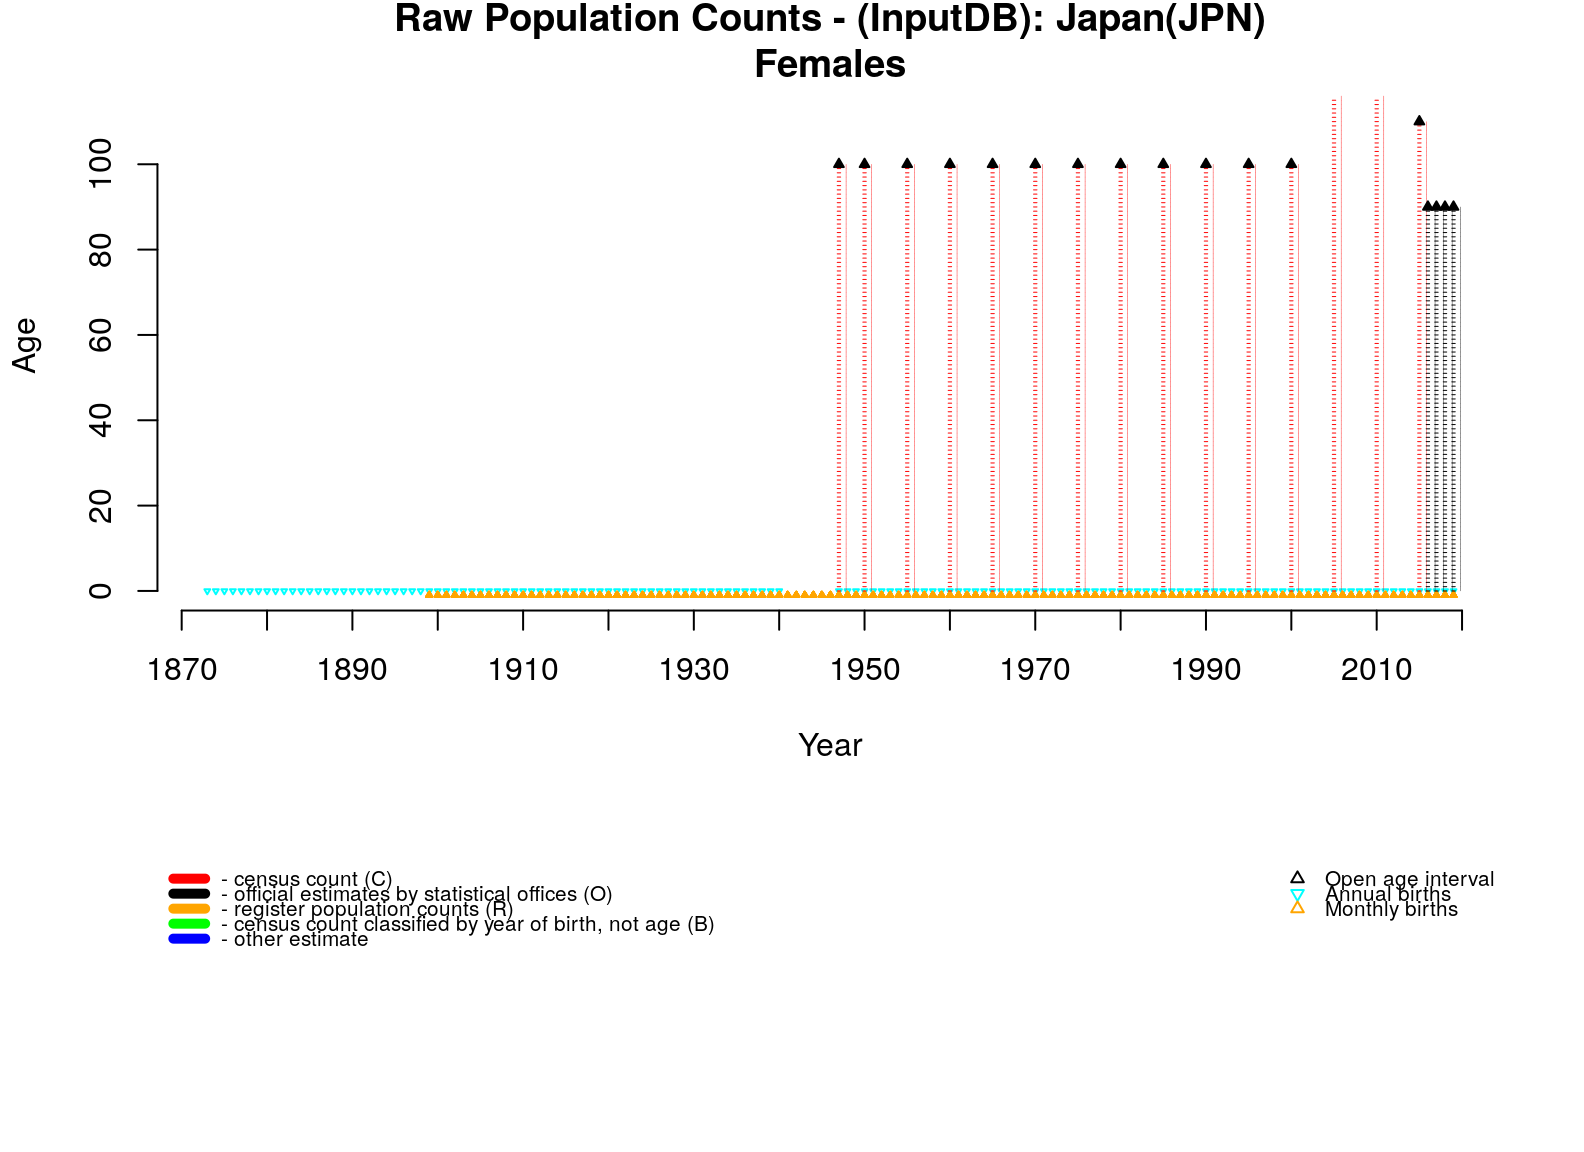 Raw Population Counts - (InputDB): Japan(JPN)
Females
Age
100
80
60
40
20
0
1870 1890 1910 1930 1950 1970 1990 2010
Year
- census count (C)
- official estimates by statistical offices (O)
- register population counts (R)
- census count classified by year of birth, not age (B)
- other estimate
Open age interval
Annual births
Monthly births